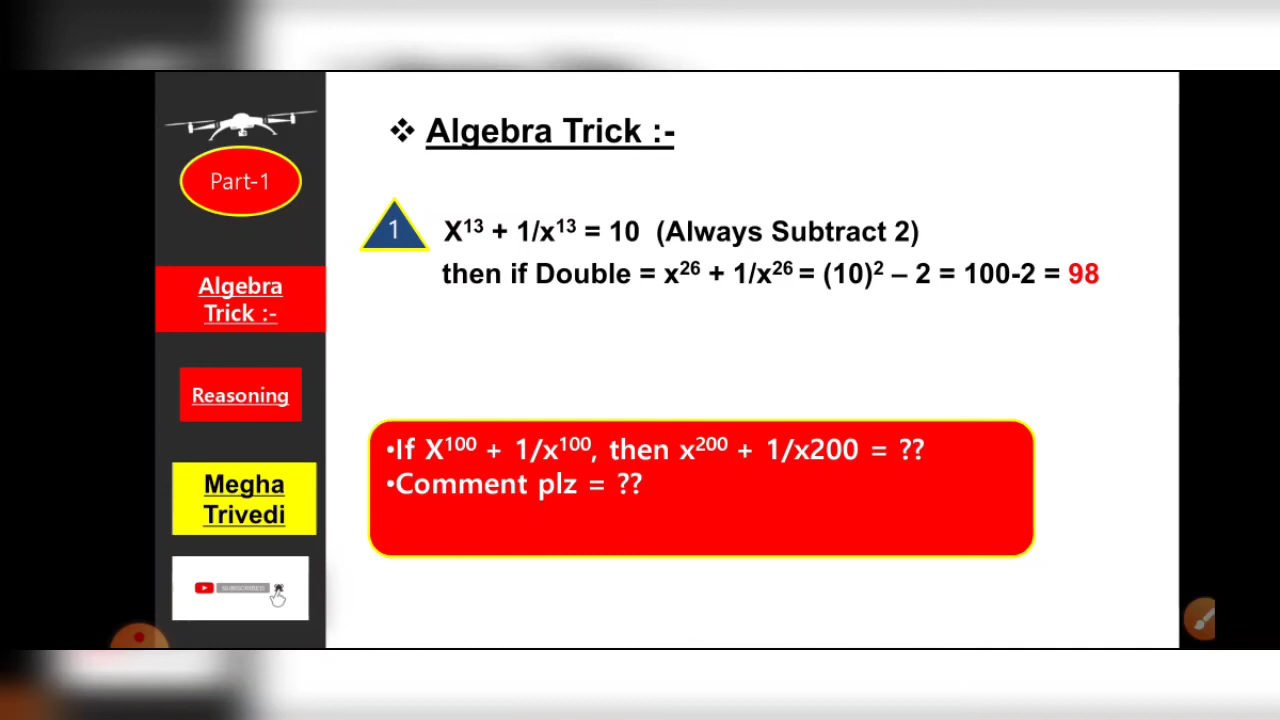 ❖ Algebra Trick :-
Part-1
1
X¹³ + 1/x¹³ = 10 (Always Subtract 2)
then if Double = x²⁶ + 1/x²⁶ = (10)² – 2 = 100-2 = 98
Algebra
Trick :-
Reasoning
•If X¹⁰⁰ + 1/x¹⁰⁰, then x²⁰⁰ + 1/x200 = ??
•Comment plz = ??
Megha
Trivedi